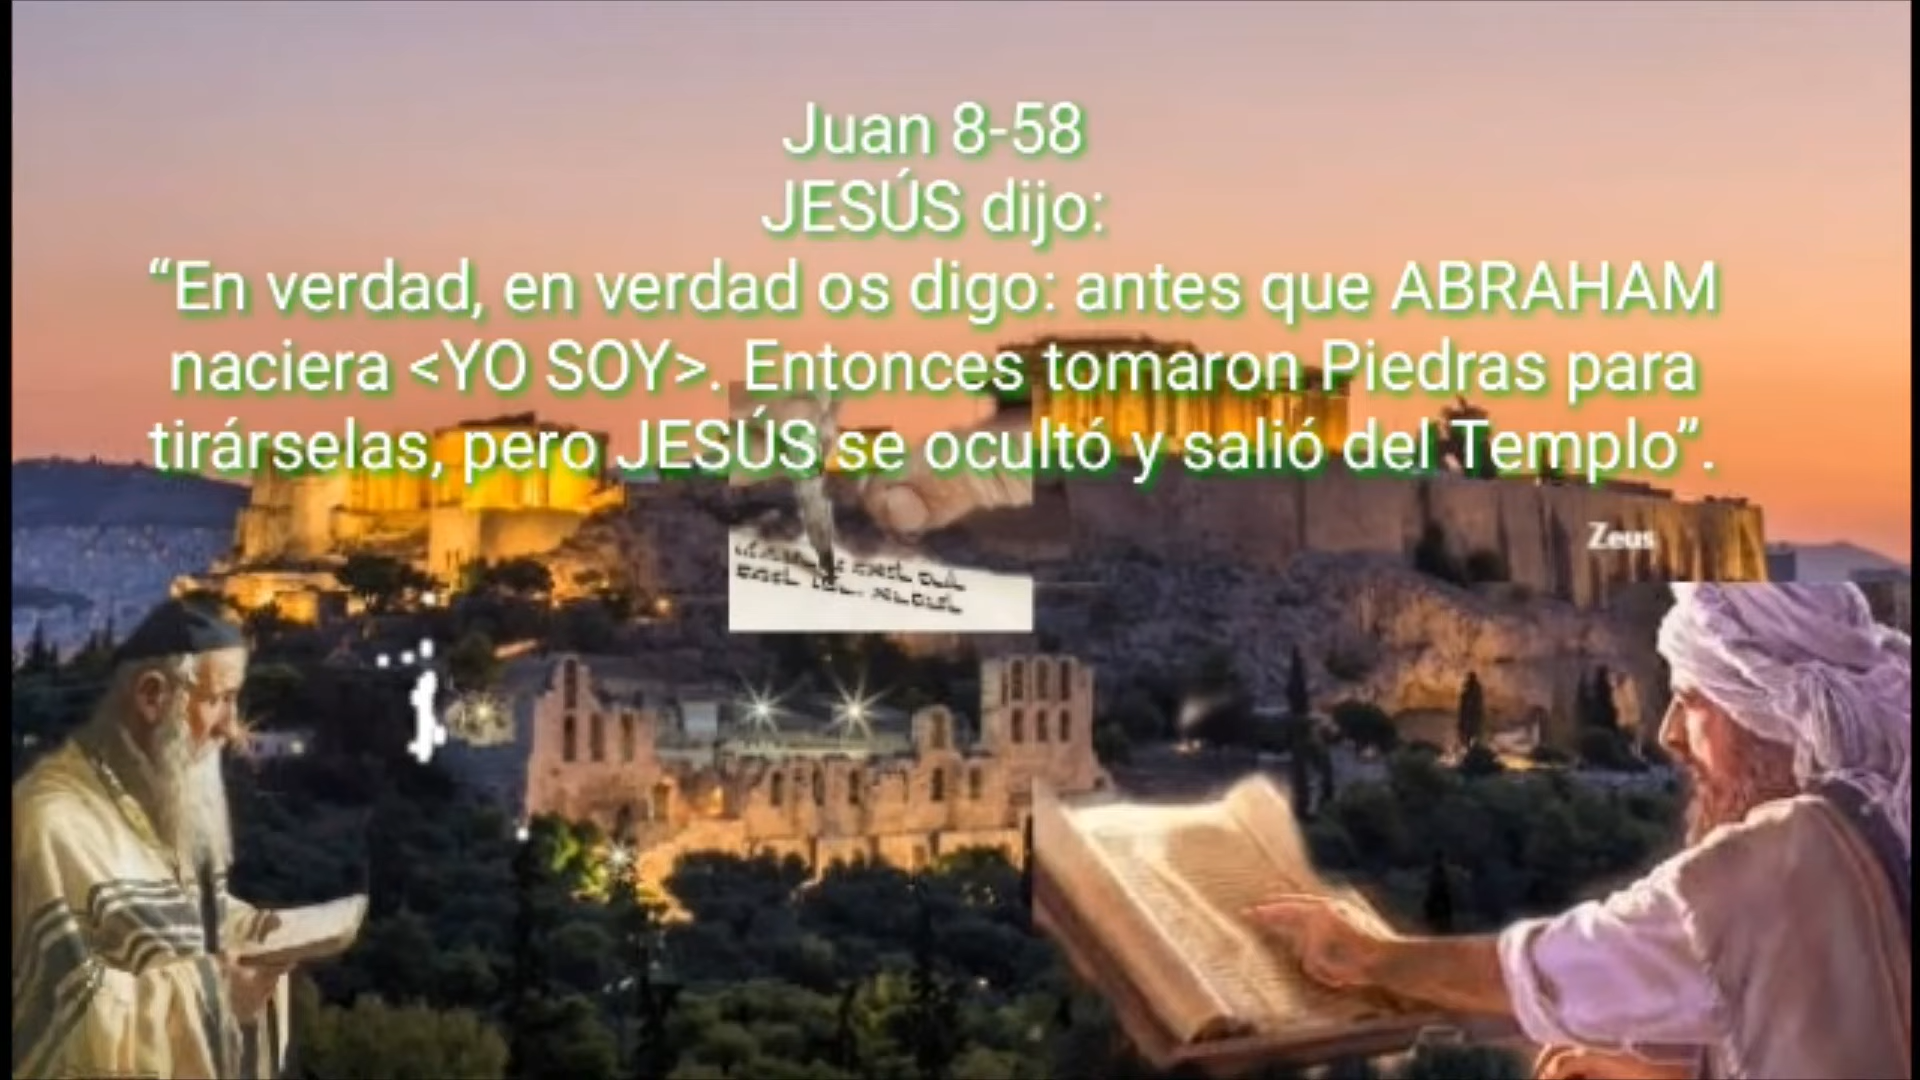 Juan 8-58
JESÚS dijo:
“En verdad, en verdad os digo: antes que ABRAHAM
naciera <YO SOY>. Entonces tomaron Piedras para
tirárselas, pero JESÚS se ocultó y salió del Templo”.
Zeus